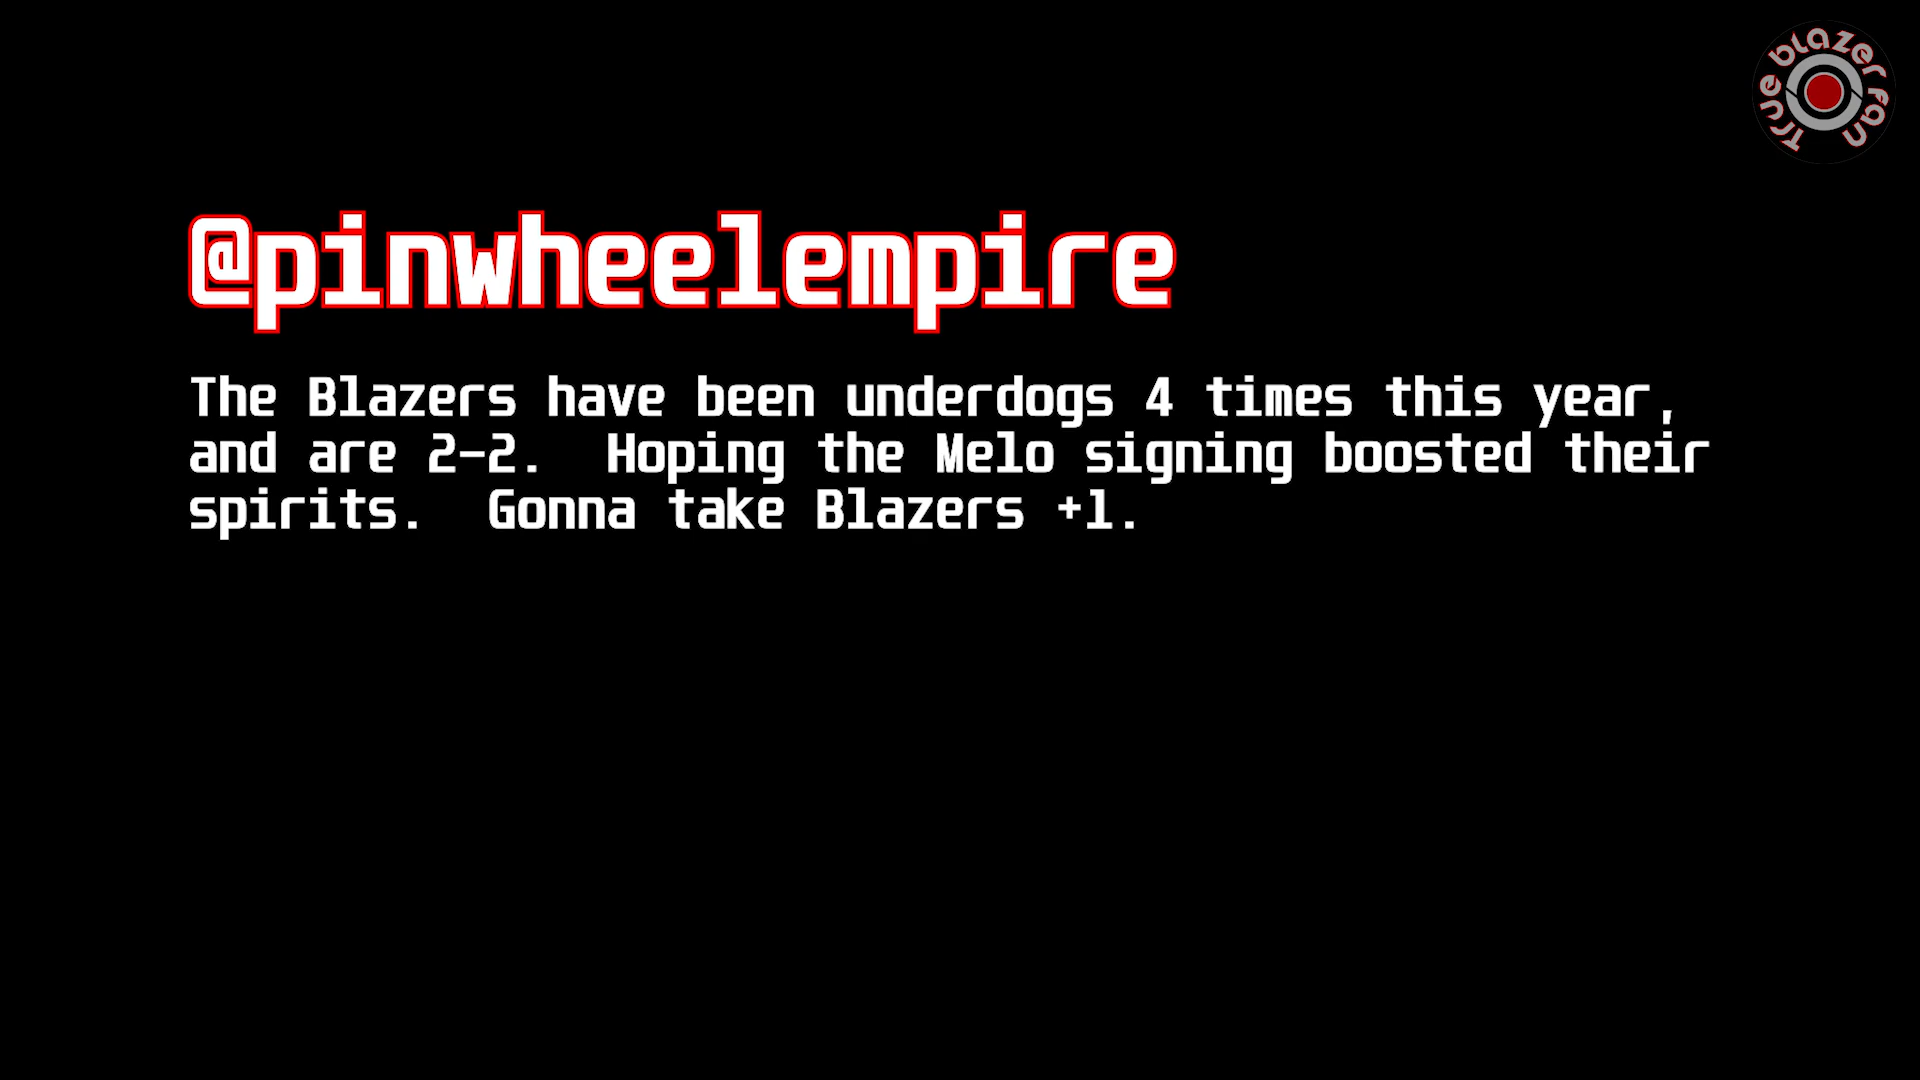 true blazer fan
@pinwheelempire
The Blazers have been underdogs 4 times this year,
and are 2-2.  Hoping the Melo signing boosted their
spirits.  Gonna take Blazers +1.